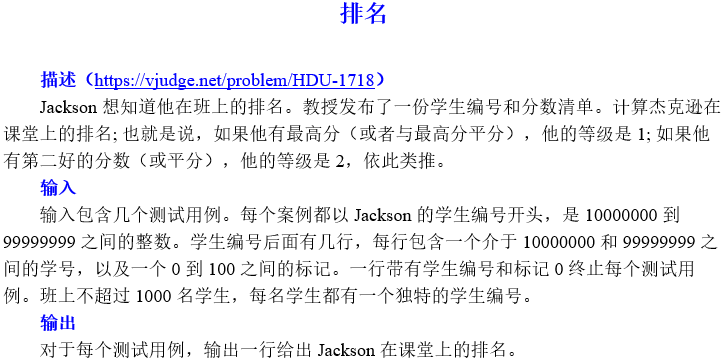 排名
描述（https://vjudge.net/problem/HDU-1718）
Jackson 想知道他在班上的排名。教授发布了一份学生编号和分数清单。计算杰克逊在
课堂上的排名; 也就是说，如果他有最高分（或者与最高分平分），他的等级是 1; 如果他
有第二好的分数（或平分），他的等级是 2，依此类推。
输入
输入包含几个测试用例。每个案例都以 Jackson 的学生编号开头，是 10000000 到
99999999 之间的整数。学生编号后面有几行，每行包含一个介于 10000000 和 99999999 之
间的学号，以及一个 0 到 100 之间的标记。一行带有学生编号和标记 0 终止每个测试用
例。班上不超过 1000 名学生，每名学生都有一个独特的学生编号。
输出
对于每个测试用例，输出一行给出 Jackson 在课堂上的排名。